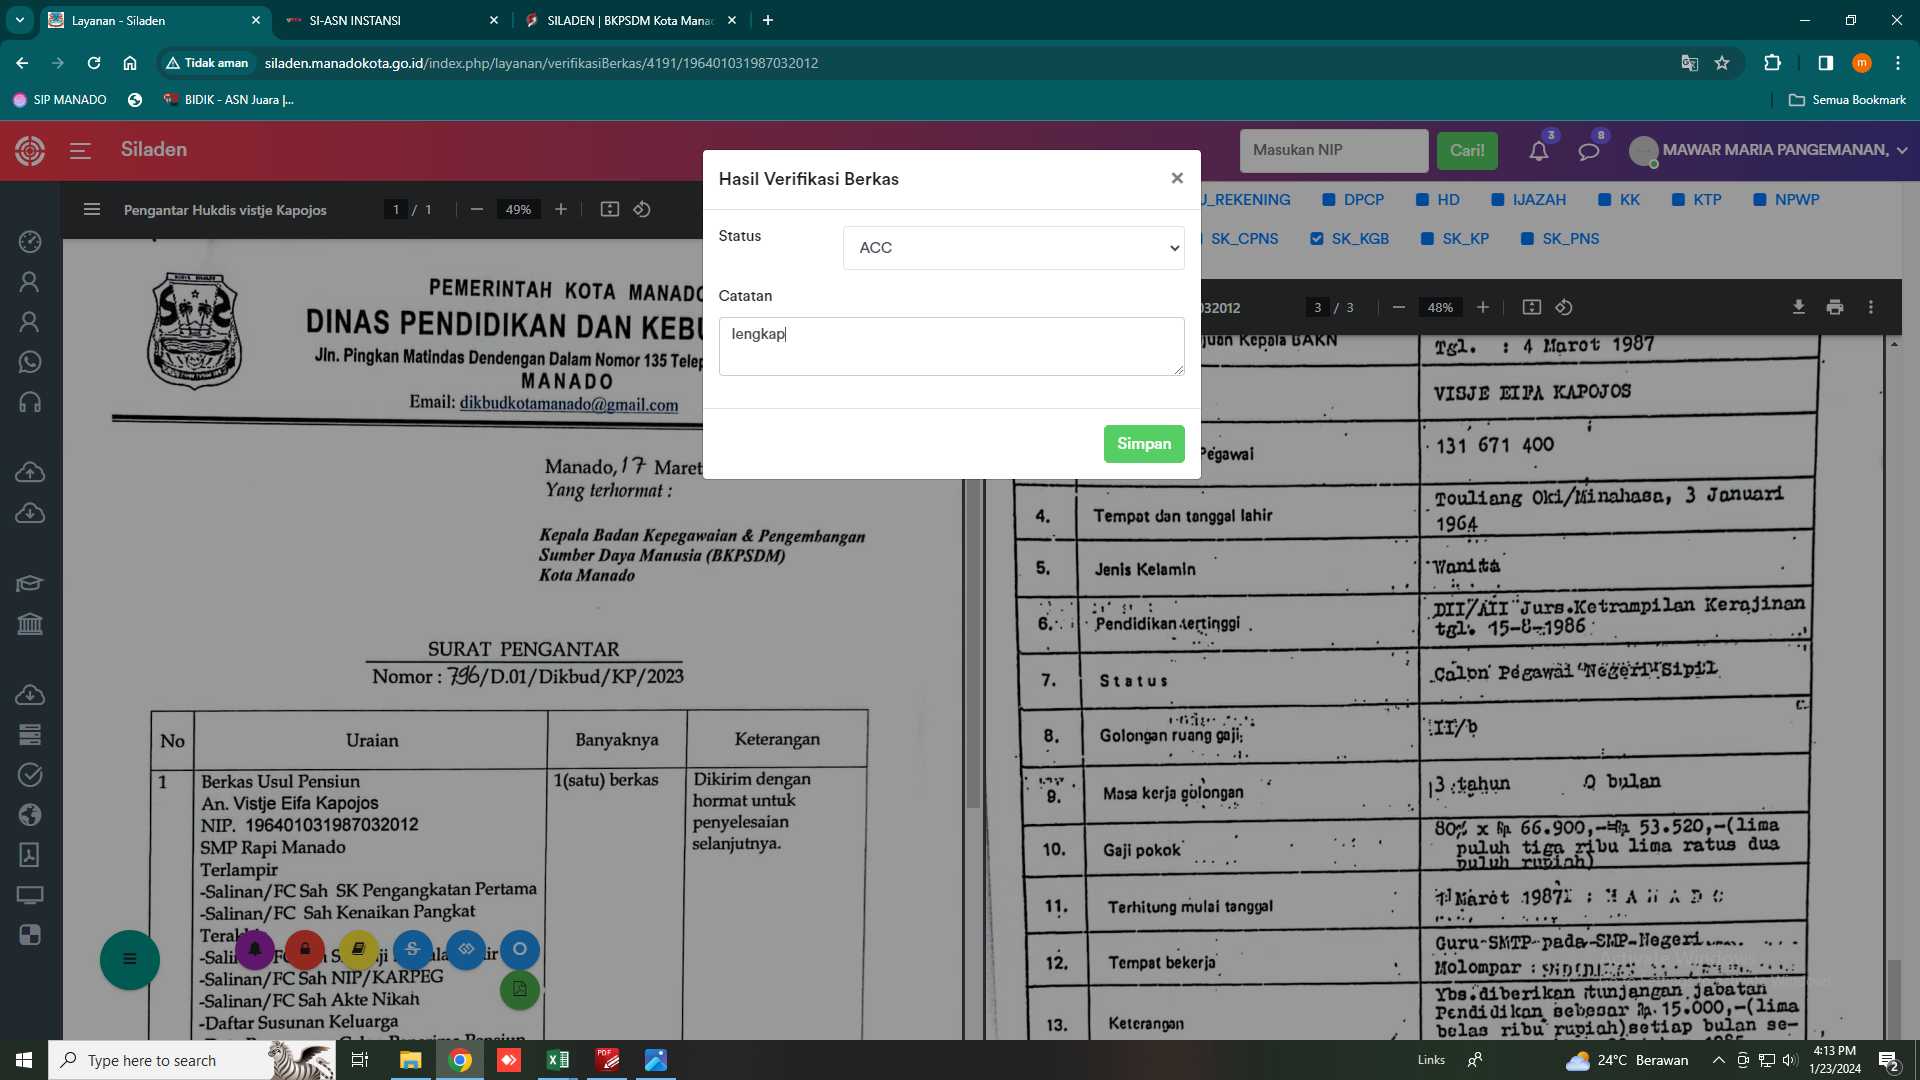 Layanan - Siladen
SI-ASN INSTANSI
SILADEN | BKPSDM Kota Mana
Tidak aman
siladen.manadokota.go.id/index.php/layanan/verifikasiBerkas/4191/196401031987032012
SIP MANADO
BIDIK - ASN Juara |...
Semua Bookmark
Siladen
Masukan NIP
Cari!
3
8
MAWAR MARIA PANGEMANAN,
Pengantar Hukdis vistje Kapojos
1 / 1
49%
Hasil Verifikasi Berkas
×
Status
ACC
Catatan
lengkap
Simpan
U_REKENING
DPCP
HD
IJAZAH
KK
KTP
NPWP
SK_CPNS
SK_KGB
SK_KP
SK_PNS
032012
3 / 3
48%
PEMERINTAH KOTA MANADO
DINAS PENDIDIKAN DAN KEBU
Jln. Pingkan Matindas Dendengan Dalam Nomor 135 Telep
MANADO
Email: dikbudkotamanado@gmail.com
Manado, 17 Maret
Yang terhormat :
Kepala Badan Kepegawaian & Pengembangan
Sumber Daya Manusia (BKPSDM)
Kota Manado
SURAT PENGANTAR
Nomor : 796/D.01/Dikbud/KP/2023
No Uraian Banyaknya Keterangan
1 Berkas Usul Pensiun 1(satu) berkas Dikirim dengan
An. Vistje Eifa Kapojos hormat untuk
NIP. 196401031987032012 penyelesaian
SMP Rapi Manado selanjutnya.
Terlampir
-Salinan/FC Sah SK Pengangkatan Pertama
-Salinan/FC Sah Kenaikan Pangkat
-Salinan/FC Sah NIP/KARPEG
-Salinan/FC Sah Akte Nikah
-Daftar Susunan Keluarga
Kepala BAKN
Tgl. : 4 Maret 1987
VISJE EIFA KAPOJOS
Pegawai 131 671 400
4. Tempat dan tanggal lahir Touliang Oki/Minahasa, 3 Januari
1964
5. Jenis Kelamin Wanita
6. Pendidikan tertinggi DII/AII Jurs.Ketrampilan Kerajinan
tgl. 15-8-1986
7. Status Calon Pegawai Negeri Sipil
8. Golongan ruang gaji II/b
9. Masa kerja golongan 3 tahun 0 bulan
10. Gaji pokok 80% x Rp 66.900,-=Rp 53.520,-(lima
puluh tiga ribu lima ratus dua
puluh rupiah)
11. Terhitung mulai tanggal 1 Maret 1987
12. Tempat bekerja Guru SMTP pada SMP Negeri
Molompar
13. Keterangan Ybs.diberikan tunjangan jabatan
Pendidikan sebesar Rp. 15.000,-(lima
belas ribu rupiah)setiap bulan se-
Activate Windows
Type here to search
Links
24°C Berawan
4:13 PM
1/23/2024
2